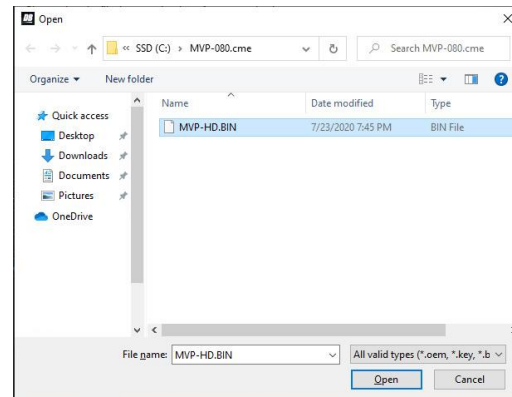 Open
« SSD (C:) › MVP-080.cme
Search MVP-080.cme
Organize
New folder
Name
Date modified
Type
Quick access
Desktop
Downloads
Documents
Pictures
OneDrive
MVP-HD.BIN
7/23/2020 7:45 PM
BIN File
File name:
MVP-HD.BIN
All valid types (*.oem, *.key, *.b
Open
Cancel